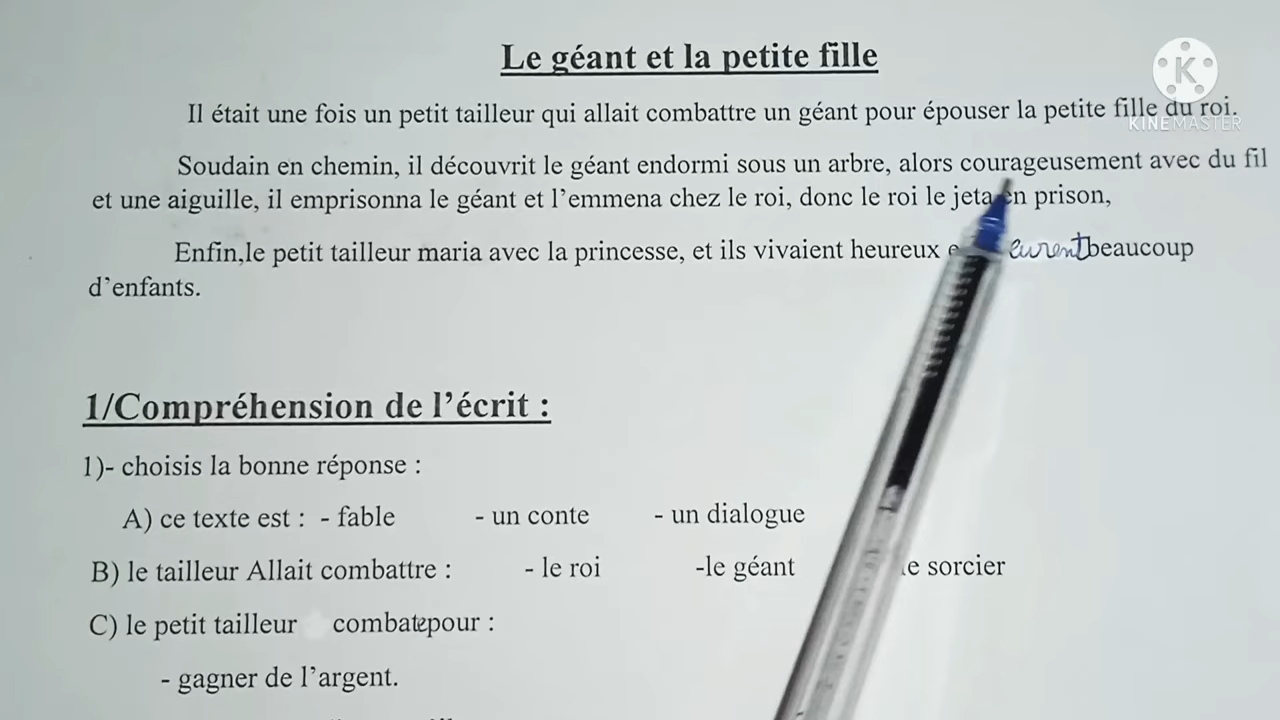 Le géant et la petite fille
K
KINEMASTER
Il était une fois un petit tailleur qui allait combattre un géant pour épouser la petite fille du roi.
Soudain en chemin, il découvrit le géant endormi sous un arbre, alors courageusement avec du fil
et une aiguille, il emprisonna le géant et l'emmena chez le roi, donc le roi le jeta en prison,
Enfin,le petit tailleur maria avec la princesse, et ils vivaient heureux eurent beaucoup
d'enfants.
1/Compréhension de l'écrit :
1)- choisis la bonne réponse :
A) ce texte est : - fable - un conte - un dialogue
B) le tailleur Allait combattre : - le roi -le géant sorcier
C) le petit tailleur combatte pour :
- gagner de l'argent.